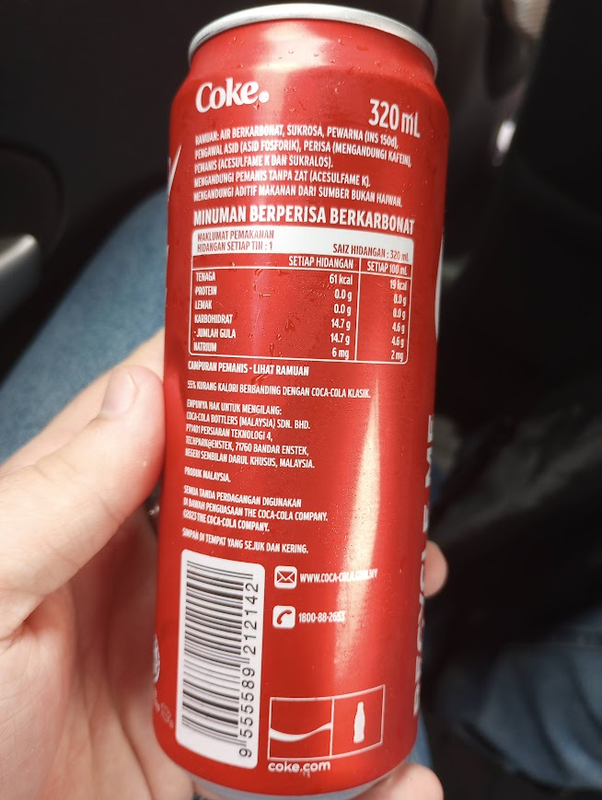 Coke.
320 mL
RAMUAN: AIR BERKARBONAT, SUKROSA, PEWARNA (INS 150d),
PENGAWAL ASID (ASID FOSFORIK), PERISA (MENGANDUNGI KAFEIN),
PEMANIS (ACESULFAME K DAN SUKRALOS).
MENGANDUNGI PEMANIS TANPA ZAT (ACESULFAME K).
MENGANDUNGI ADITIF MAKANAN DARI SUMBER BUKAN HAIWAN.
MINUMAN BERPERISA BERKARBONAT
MAKLUMAT PEMAKANAN
HIDANGAN SETIAP TIN : 1 SAIZ HIDANGAN : 320 mL
SETIAP HIDANGAN SETIAP 100 mL
TENAGA 61 kcal 19 kcal
PROTEIN 0.0 g 0.0 g
LEMAK 0.0 g 0.0 g
KARBOHIDRAT 14.7 g 4.6 g
- JUMLAH GULA 14.7 g 4.6 g
NATRIUM 6 mg 2 mg
CAMPURAN PEMANIS - LIHAT RAMUAN
55% KURANG KALORI BERBANDING DENGAN COCA-COLA KLASIK.
EMPUNYA HAK UNTUK MENGILANG:
COCA-COLA BOTTLERS (MALAYSIA) SDN. BHD.
PT1401 PERSIARAN TEKNOLOGI 4,
TECHPARK@ENSTEK, 71760 BANDAR ENSTEK,
NEGERI SEMBILAN DARUL KHUSUS, MALAYSIA.
PRODUK MALAYSIA.
SEMUA TANDA PERDAGANGAN DIGUNAKAN
DI BAWAH PENGUASAAN THE COCA-COLA COMPANY.
©2023 THE COCA-COLA COMPANY.
SIMPAN DI TEMPAT YANG SEJUK DAN KERING.
WWW.COCA-COLA.COM.MY
1800-88-2653
9 555589 212142
coke.com
RECYCLE ME